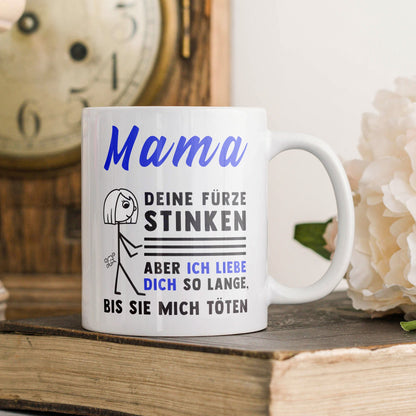 Mama
DEINE FÜRZE
STINKEN
ABER ICH LIEBE
DICH SO LANGE,
BIS SIE MICH TÖTEN